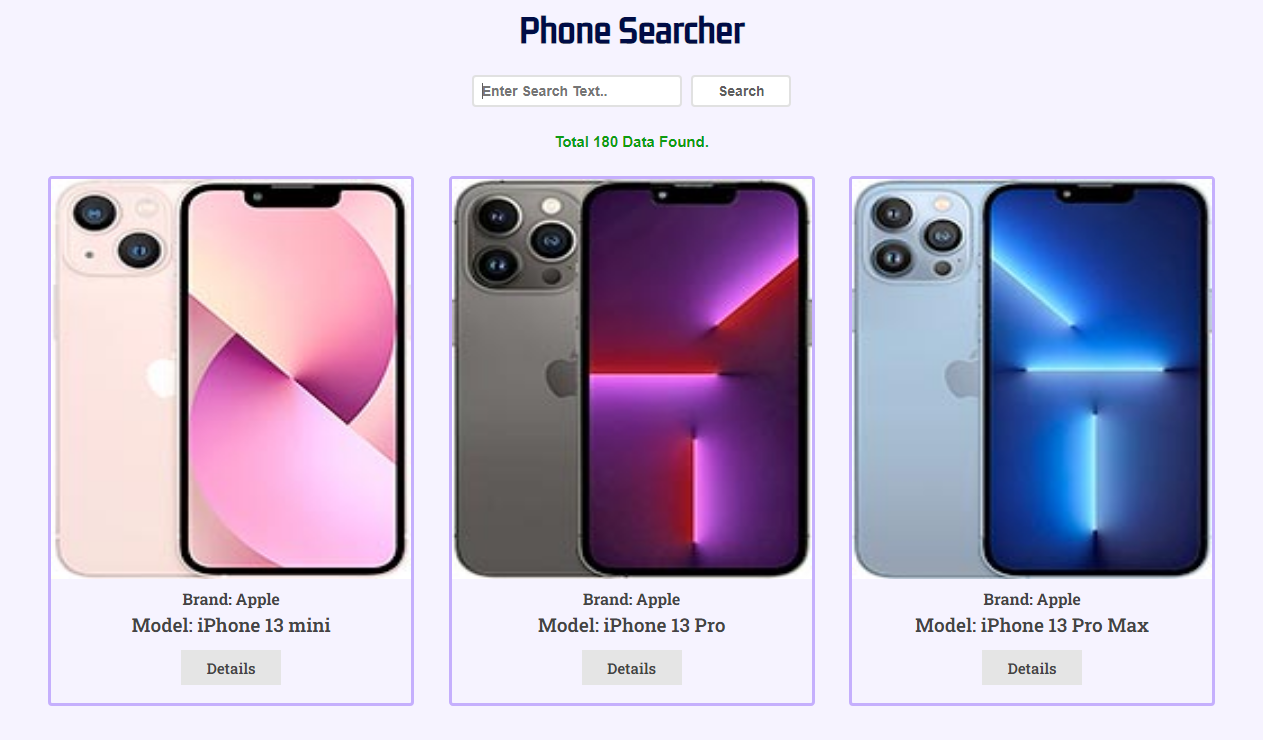 Phone Searcher
Enter Search Text..
Search
Total 180 Data Found.
Brand: Apple
Model: iPhone 13 mini
Details
Brand: Apple
Model: iPhone 13 Pro
Details
Brand: Apple
Model: iPhone 13 Pro Max
Details